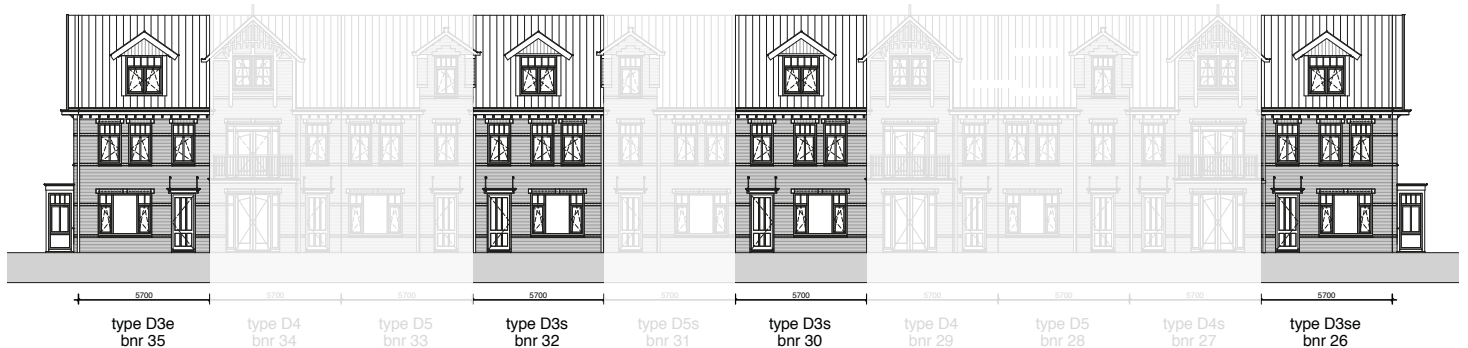 5700 5700 5700 5700 5700 5700 5700 5700 5700 5700
type D3e type D4 type D5 type D3s type D5s type D3s type D4 type D5 type D4s type D3se
bnr 35 bnr 34 bnr 33 bnr 32 bnr 31 bnr 30 bnr 29 bnr 28 bnr 27 bnr 26